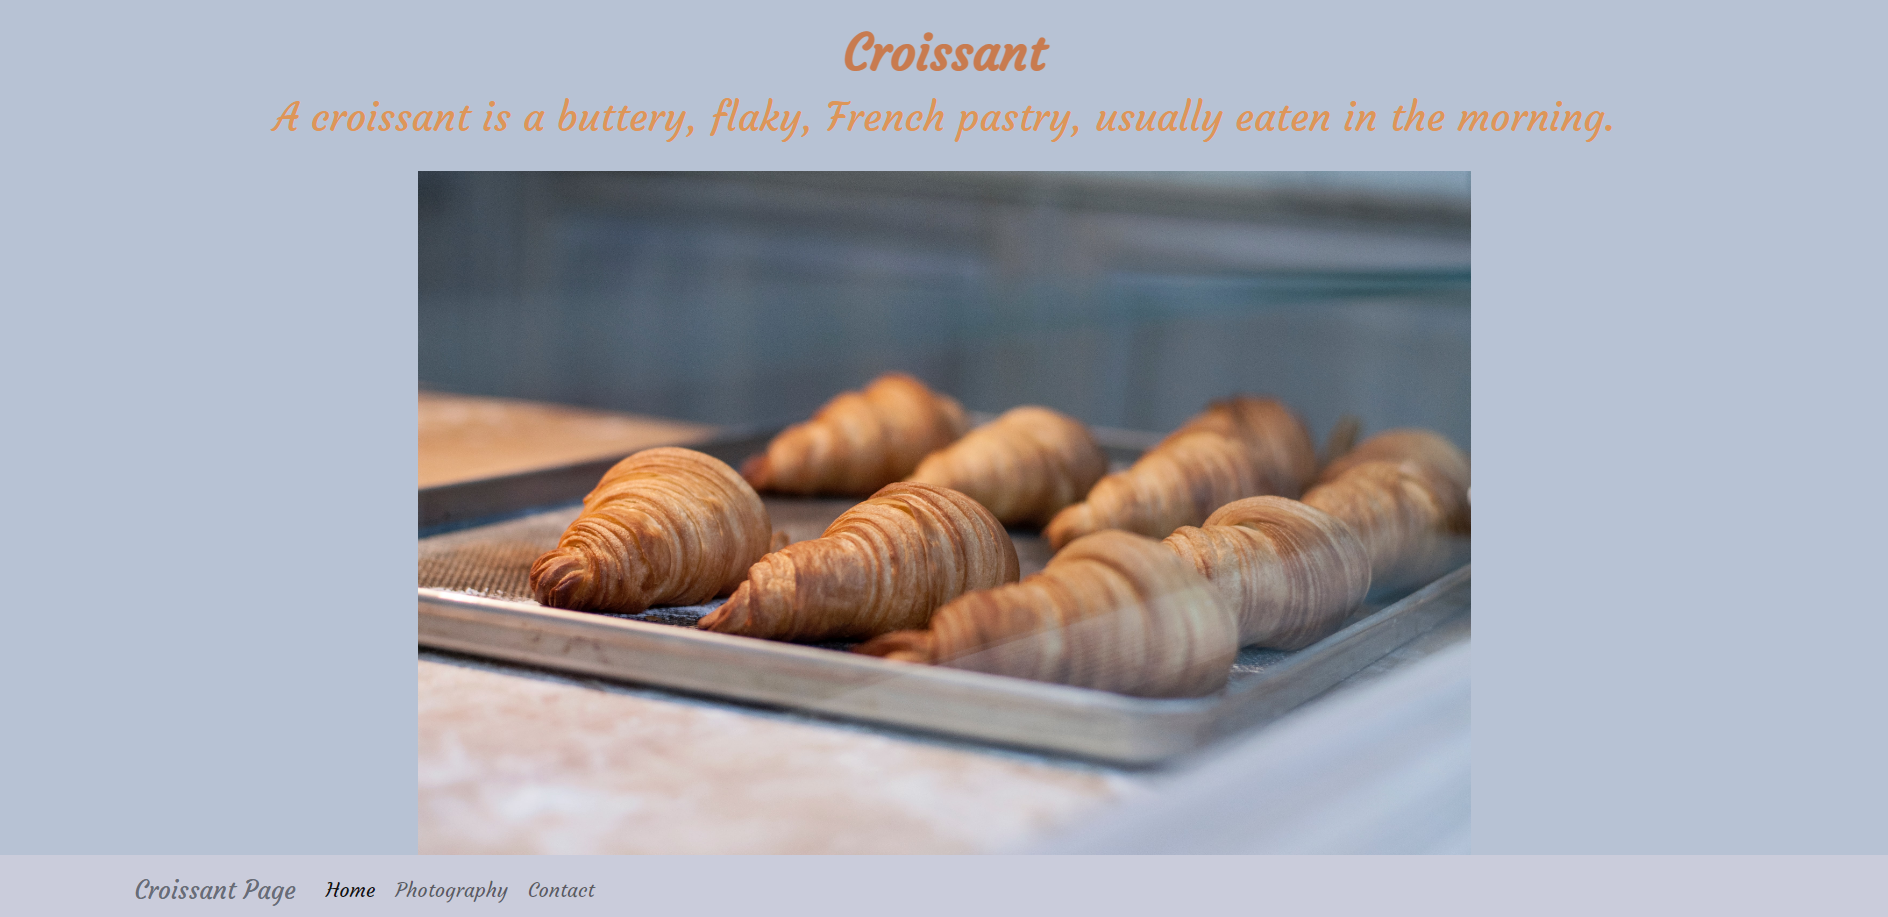 Croissant
A croissant is a buttery, flaky, French pastry, usually eaten in the morning.
Croissant Page Home Photography Contact